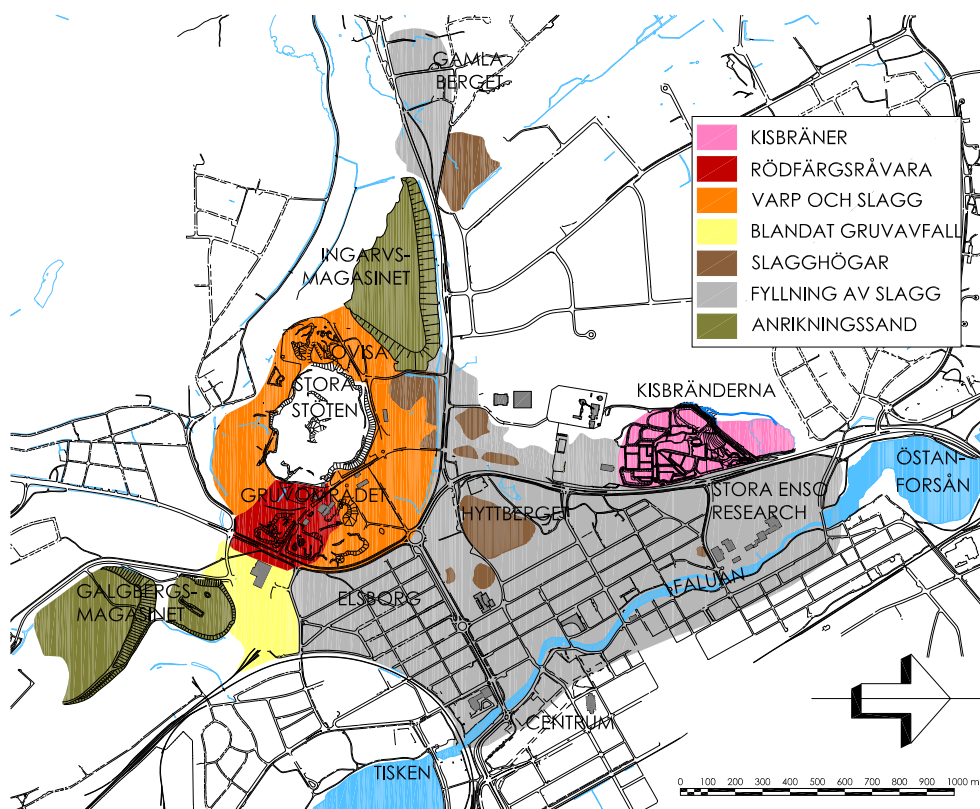 GAMLA
BERGET
KISBRÄNER
RÖDFÄRGSRÅVARA
VARP OCH SLAGG
BLANDAT GRUVAVFALL
SLAGGHÖGAR
FYLLNING AV SLAGG
ANRIKNINGSSAND
INGARVS-
MAGASINET
LOVISA
STORA
STÖTEN
KISBRÄNDERNA
ÖSTAN-
FORSÅN
GRUVOMRÅDET
HYTTBERGET
STORA ENSO
RESEARCH
FALUÅN
GALGBERGS-
MAGASINET
ELSBORG
CENTRUM
TISKEN
0 100 200 300 400 500 600 700 800 900 1000 m